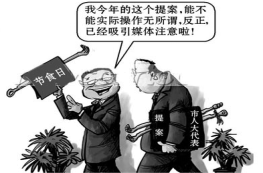 我今年的这个提案,能不
能实际操作无所谓,反正,
已经吸引媒体注意啦!
节食日
提案
市人大代表